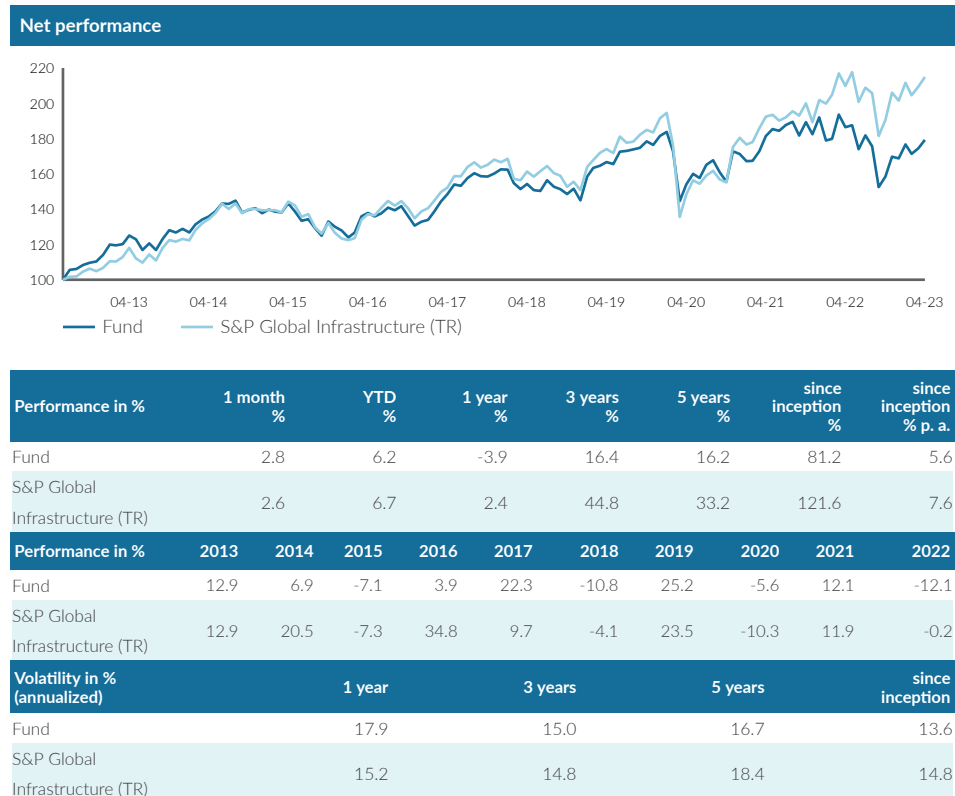 Net performance
220
200
180
160
140
120
100
04-13 04-14 04-15 04-16 04-17 04-18 04-19 04-20 04-21 04-22 04-23
Fund S&P Global Infrastructure (TR)
Performance in % 1 month % YTD % 1 year % 3 years % 5 years % since inception % since inception % p. a.
Fund 2.8 6.2 -3.9 16.4 16.2 81.2 5.6
S&P Global
Infrastructure (TR) 2.6 6.7 2.4 44.8 33.2 121.6 7.6
Performance in % 2013 2014 2015 2016 2017 2018 2019 2020 2021 2022
Fund 12.9 6.9 -7.1 3.9 22.3 -10.8 25.2 -5.6 12.1 -12.1
S&P Global
Infrastructure (TR) 12.9 20.5 -7.3 34.8 9.7 -4.1 23.5 -10.3 11.9 -0.2
Volatility in %
(annualized) 1 year 3 years 5 years since inception
Fund 17.9 15.0 16.7 13.6
S&P Global
Infrastructure (TR) 15.2 14.8 18.4 14.8